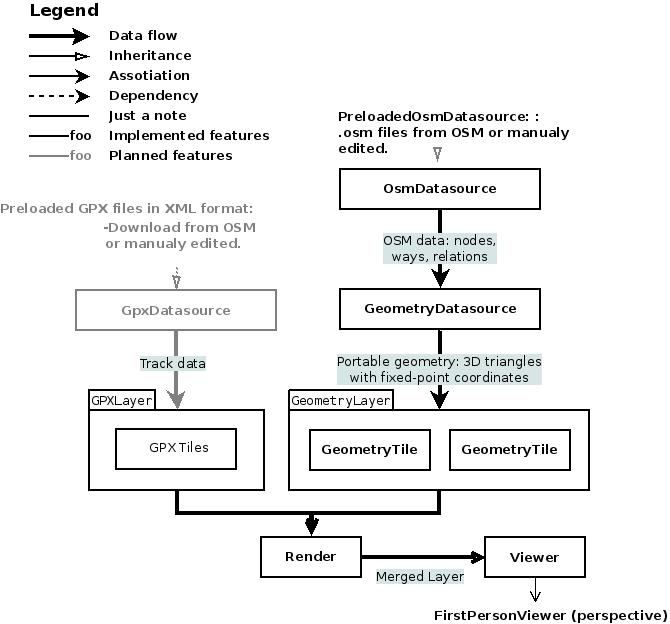 Legend
Data flow
Inheritance
Asstotiation
Dependency
Just a note
foo Implemented features
foo Planned features
PreloadedOsmDatasource: :
.osm files from OSM or manualy
edited.
OsmDatasource
Preloaded GPX files in XML format:
-Download from OSM
or manualy edited.
OSM data: nodes,
ways, relations
GpxDatasource
GeometryDatasource
Track data
Portable geometry: 3D triangles
with fixed-point coordinates
GPXLayer
GeometryLayer
GPX Tiles
GeometryTile
GeometryTile
Render
Viewer
Merged Layer
FirstPersonViewer (perspective)